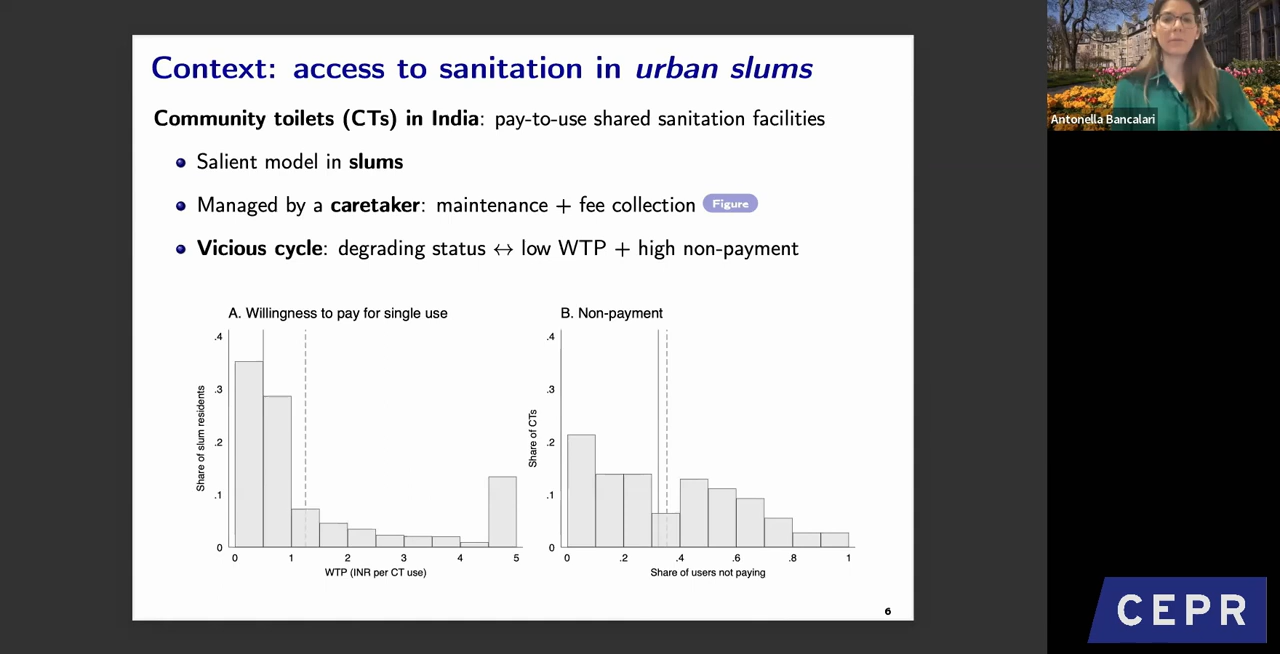 Context: access to sanitation in urban slums
Community toilets (CTs) in India: pay-to-use shared sanitation facilities
Salient model in slums
Managed by a caretaker: maintenance + fee collection Figure
Vicious cycle: degrading status ↔ low WTP + high non-payment
A. Willingness to pay for single use
Share of slum residents
.4
.3
.2
.1
0
0 1 2 3 4 5
WTP (INR per CT use)
B. Non-payment
Share of CTs
.4
.3
.2
.1
0
0 .2 .4 .6 .8 1
Share of users not paying
6
Antonella Bancalari
CEPR